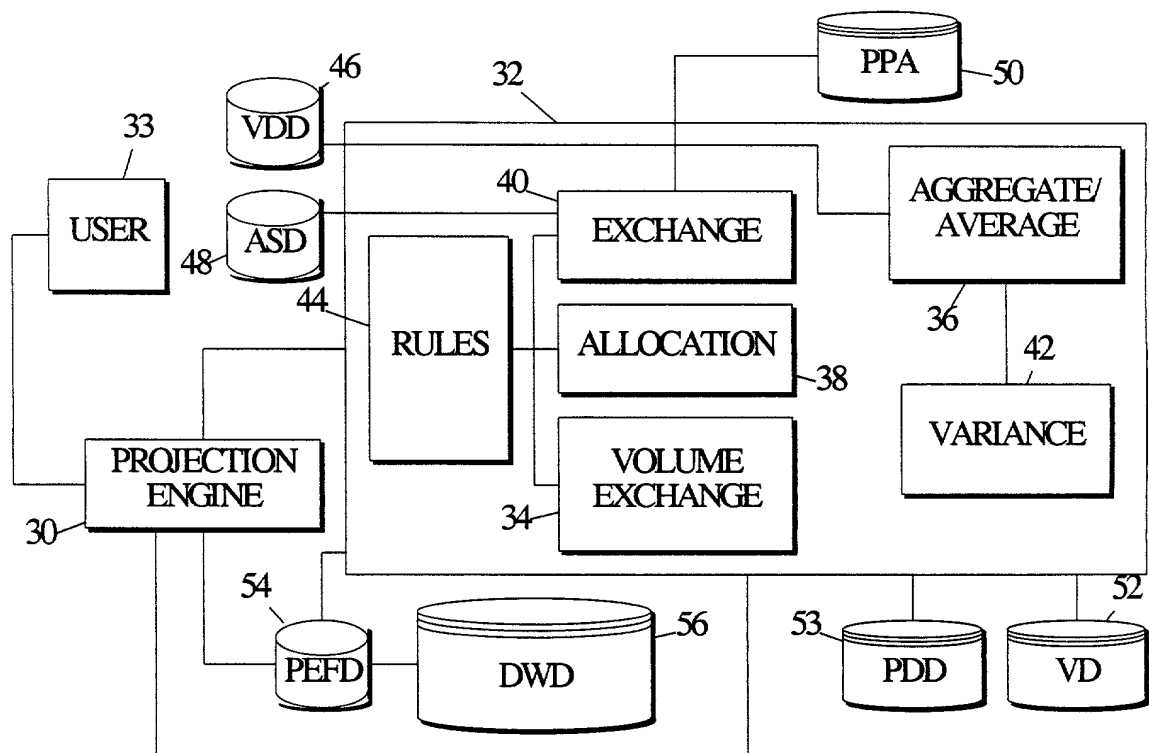 PPA
50
46
VDD
32
33
USER
40
EXCHANGE
AGGREGATE/
AVERAGE
ASD
48
44
RULES
36
ALLOCATION
38
42
VARIANCE
PROJECTION
ENGINE
30
VOLUME
EXCHANGE
34
54
PEFD
DWD
56
53
PDD
52
VD